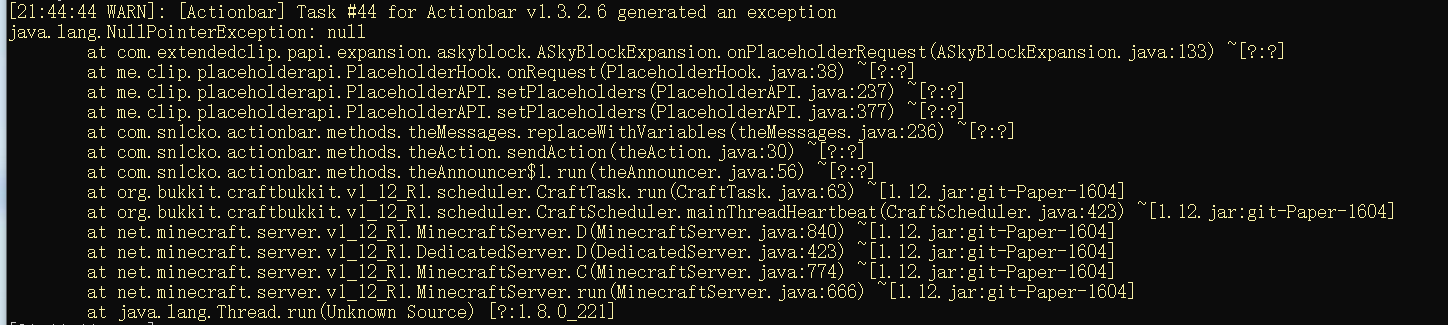 [21:44:44 WARN]: [Actionbar] Task #44 for Actionbar v1.3.2.6 generated an exception
java.lang.NullPointerException: null
at com.extendedclip.papi.expansion.askyblock.ASkyBlockExpansion.onPlaceholderRequest(ASkyBlockExpansion.java:133) ~[?:?]
at me.clip.placeholderapi.PlaceholderHook.onRequest(PlaceholderHook.java:38) ~[?:?]
at me.clip.placeholderapi.PlaceholderAPI.setPlaceholders(PlaceholderAPI.java:237) ~[?:?]
at me.clip.placeholderapi.PlaceholderAPI.setPlaceholders(PlaceholderAPI.java:377) ~[?:?]
at com.sn1cko.actionbar.methods.theMessages.replaceWithVariables(theMessages.java:236) ~[?:?]
at com.sn1cko.actionbar.methods.theAction.sendAction(theAction.java:30) ~[?:?]
at com.sn1cko.actionbar.methods.theAnnouncer$1.run(theAnnouncer.java:56) ~[?:?]
at org.bukkit.craftbukkit.v1_12_R1.scheduler.CraftTask.run(CraftTask.java:63) ~[1.12.jar:git-Paper-1604]
at org.bukkit.craftbukkit.v1_12_R1.scheduler.CraftScheduler.mainThreadHeartbeat(CraftScheduler.java:423) ~[1.12.jar:git-Paper-1604]
at net.minecraft.server.v1_12_R1.MinecraftServer.D(MinecraftServer.java:840) ~[1.12.jar:git-Paper-1604]
at net.minecraft.server.v1_12_R1.DedicatedServer.D(DedicatedServer.java:423) ~[1.12.jar:git-Paper-1604]
at net.minecraft.server.v1_12_R1.MinecraftServer.C(MinecraftServer.java:774) ~[1.12.jar:git-Paper-1604]
at net.minecraft.server.v1_12_R1.MinecraftServer.run(MinecraftServer.java:666) ~[1.12.jar:git-Paper-1604]
at java.lang.Thread.run(Unknown Source) [?:1.8.0_221]